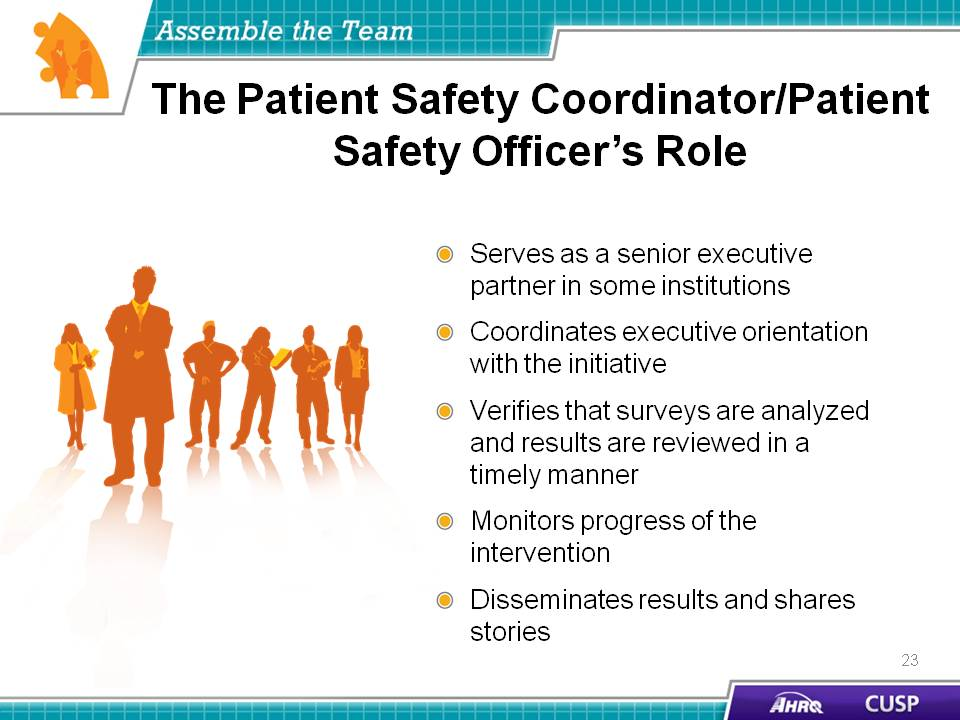 Assemble the Team
The Patient Safety Coordinator/Patient
Safety Officer’s Role
Serves as a senior executive
partner in some institutions
Coordinates executive orientation
with the initiative
Verifies that surveys are analyzed
and results are reviewed in a
timely manner
Monitors progress of the
intervention
Disseminates results and shares
stories
23
AHRQ CUSP